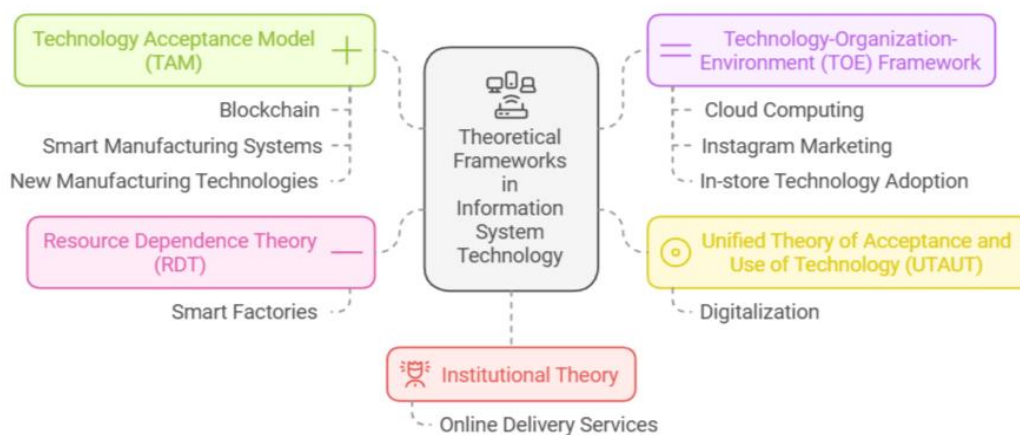 Technology Acceptance Model
(TAM)
Blockchain
Smart Manufacturing Systems
New Manufacturing Technologies
Resource Dependence Theory
(RDT)
Smart Factories
Theoretical
Frameworks
in
Information
System
Technology
Technology-Organization-
Environment (TOE) Framework
Cloud Computing
Instagram Marketing
In-store Technology Adoption
Unified Theory of Acceptance and
Use of Technology (UTAUT)
Digitalization
Institutional Theory
Online Delivery Services